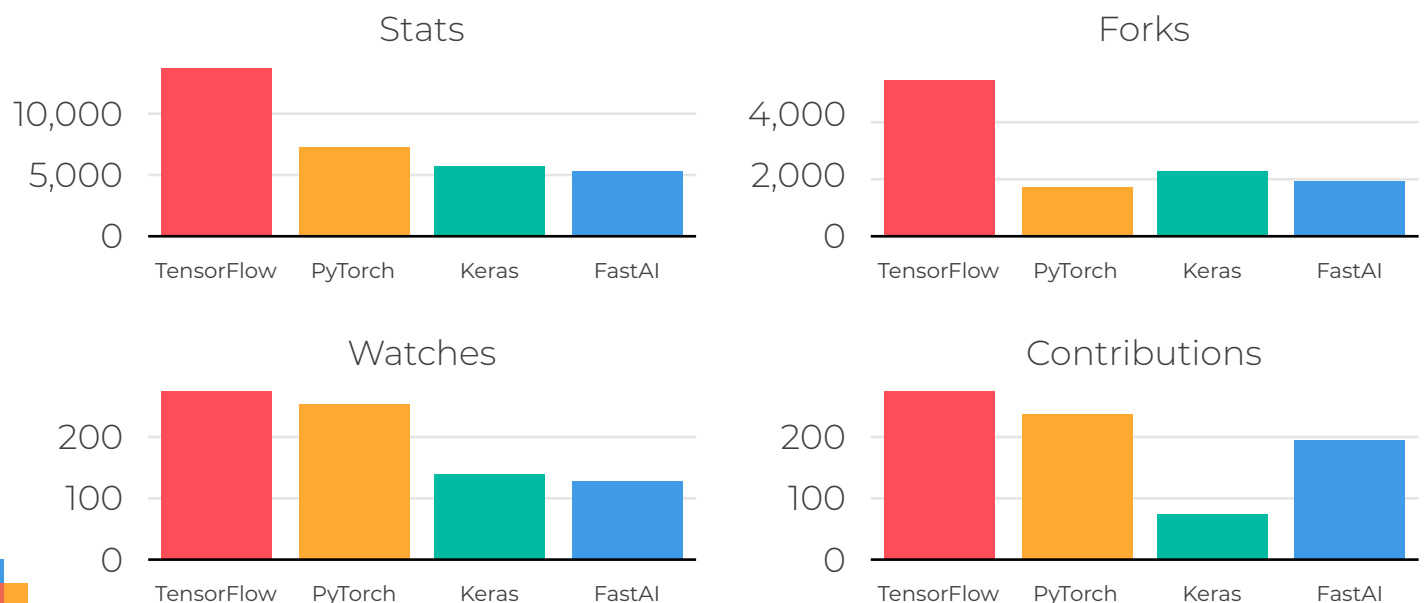 Stats
10,000
5,000
0
TensorFlow PyTorch Keras FastAI
Forks
4,000
2,000
0
TensorFlow PyTorch Keras FastAI
Watches
200
100
0
TensorFlow PyTorch Keras FastAI
Contributions
200
100
0
TensorFlow PyTorch Keras FastAI